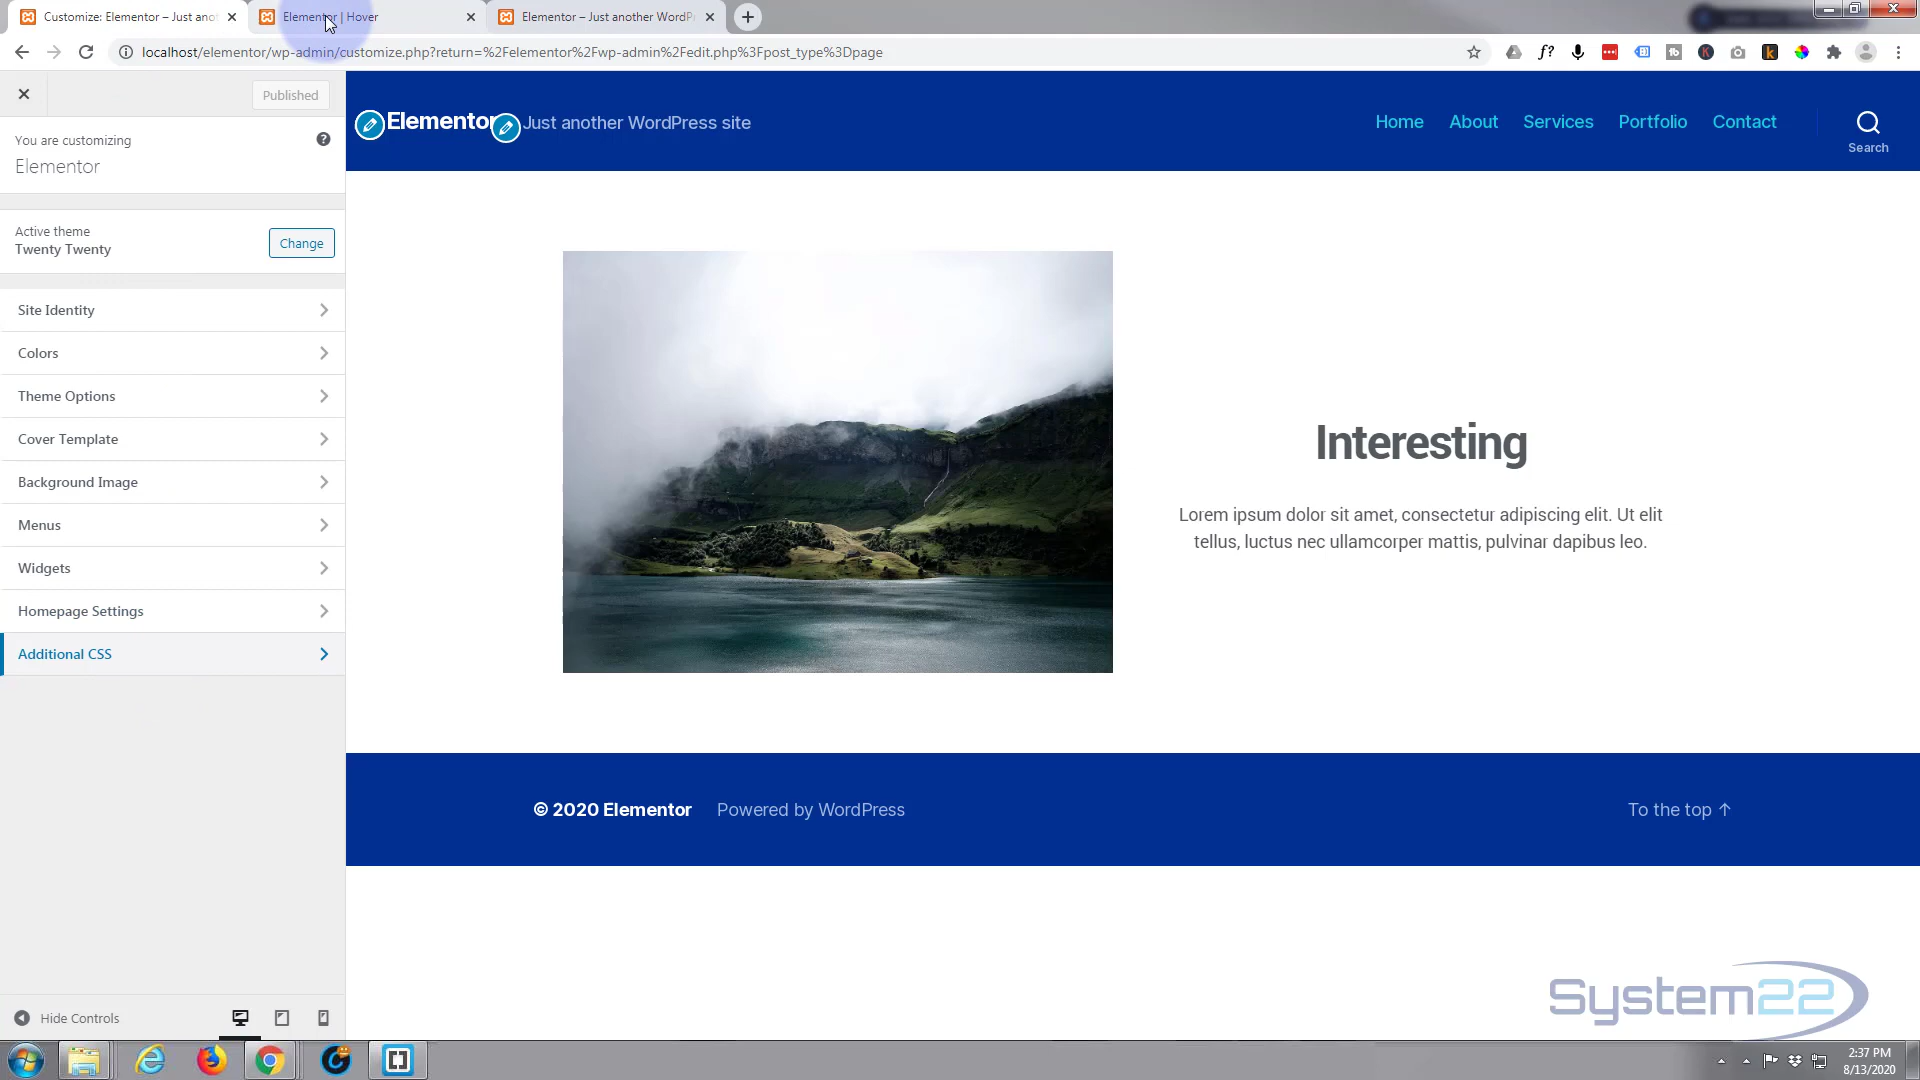 Customize: Elementor – Just anot
Elementor | Hover
Elementor – Just another WordPr
localhost/elementor/wp-admin/customize.php?return=%2Felementor%2Fwp-admin%2Fedit.php%3Fpost_type%3Dpage
Published
You are customizing
Elementor
Active theme
Twenty Twenty
Change
Site Identity
Colors
Theme Options
Cover Template
Background Image
Menus
Widgets
Homepage Settings
Additional CSS
Hide Controls
Elementor
Just another WordPress site
Home
About
Services
Portfolio
Contact
Search
Interesting
Lorem ipsum dolor sit amet, consectetur adipiscing elit. Ut elit
tellus, luctus nec ullamcorper mattis, pulvinar dapibus leo.
© 2020 Elementor
Powered by WordPress
To the top ↑
System22
2:37 PM
8/13/2020